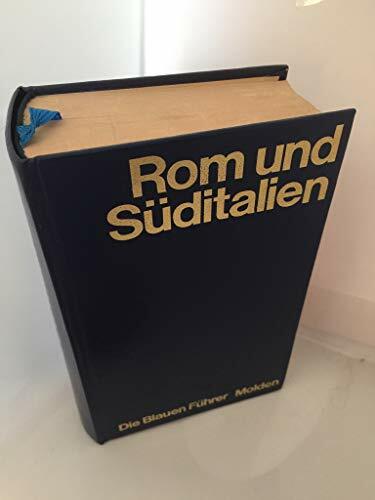 Rom und
Süditalien
Die Blauen Führer Molden